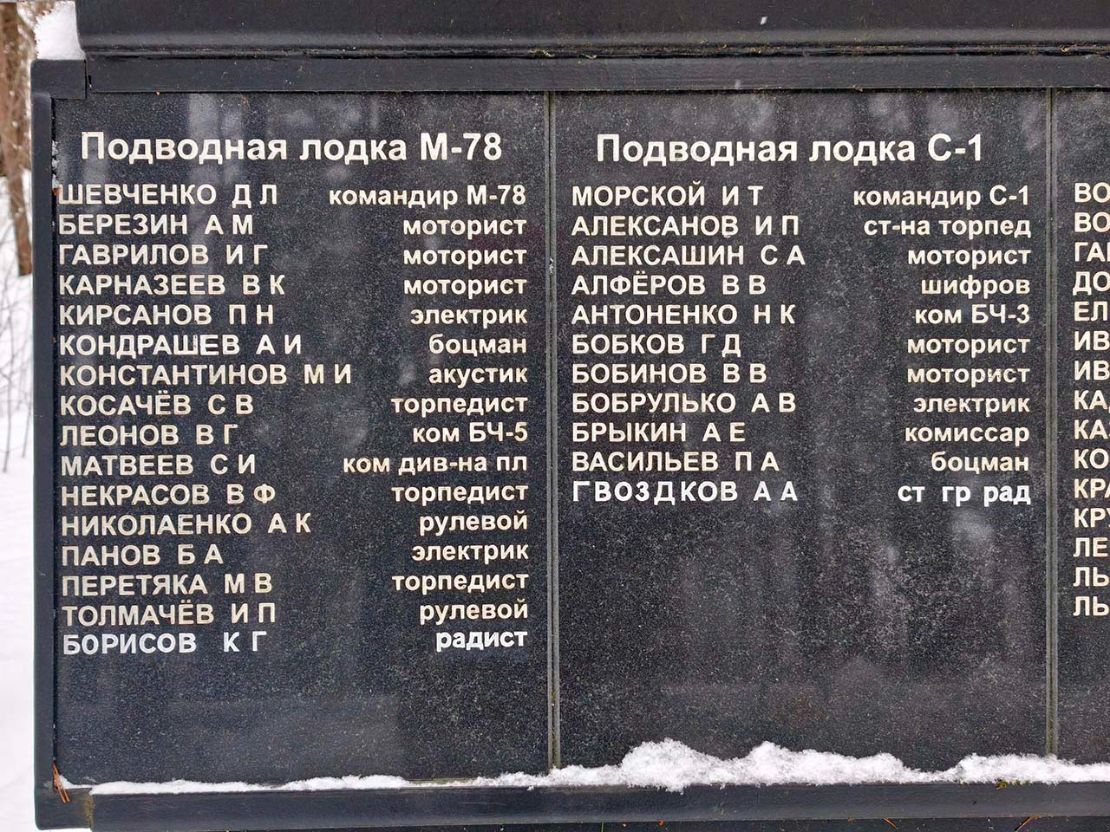 Подводная лодка М-78
ШЕВЧЕНКО Д Л командир М-78
БЕРЕЗИН А М моторист
ГАВРИЛОВ И Г моторист
КАРНАЗЕЕВ В К моторист
КИРСАНОВ П Н электрик
КОНДРАШЕВ А И боцман
КОНСТАНТИНОВ М И акустик
КОСАЧЁВ С В торпедист
ЛЕОНОВ В Г ком БЧ-5
МАТВЕЕВ С И ком див-на пл
НЕКРАСОВ В Ф торпедист
НИКОЛАЕНКО А К рулевой
ПАНОВ Б А электрик
ПЕРЕТЯКА М В торпедист
ТОЛМАЧЁВ И П рулевой
БОРИСОВ К Г радист
Подводная лодка С-1
МОРСКОЙ И Т командир С-1
АЛЕКСАНОВ И П ст-на торпед
АЛЕКСАШИН С А моторист
АЛФЁРОВ В В шифров
АНТОНЕНКО Н К ком БЧ-3
БОБКОВ Г Д моторист
БОБИНОВ В В моторист
БОБРУЛЬКО А В электрик
БРЫКИН А Е комиссар
ВАСИЛЬЕВ П А боцман
ГВОЗДКОВ А А ст гр рад